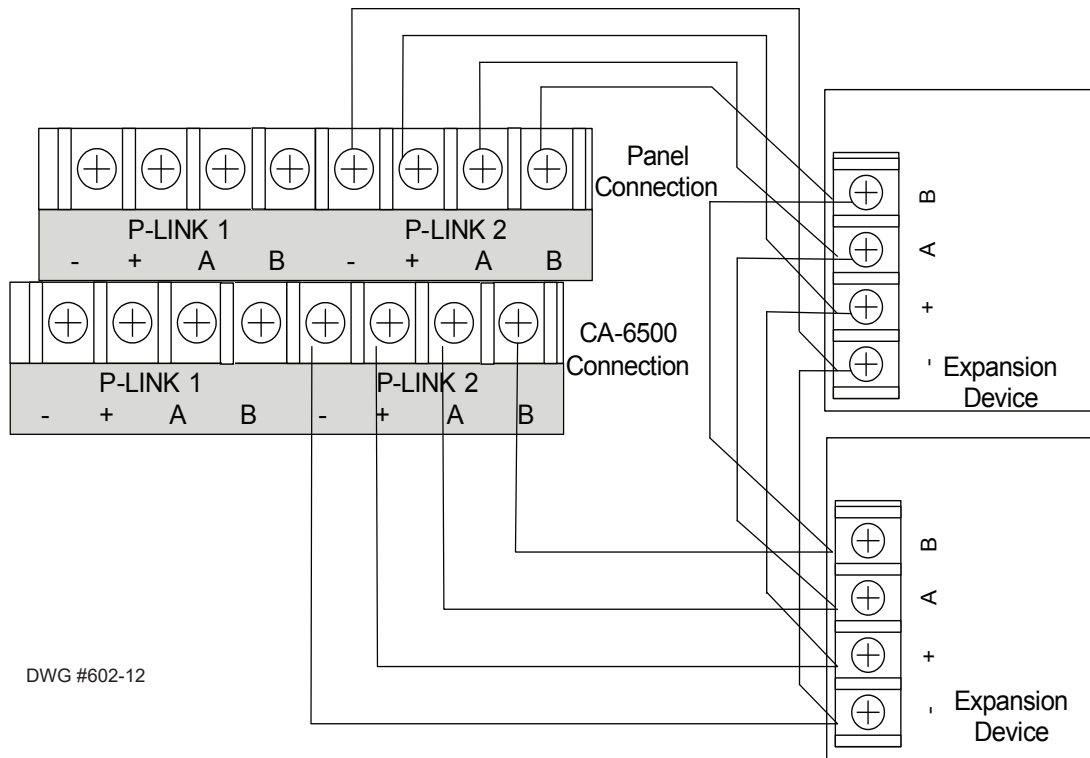 Panel
Connection
P-LINK 1 P-LINK 2
- + A B - + A B
CA-6500
Connection
P-LINK 1 P-LINK 2
- + A B - + A B
B
A
+
-
Expansion
Device
B
A
+
-
Expansion
Device
DWG #602-12